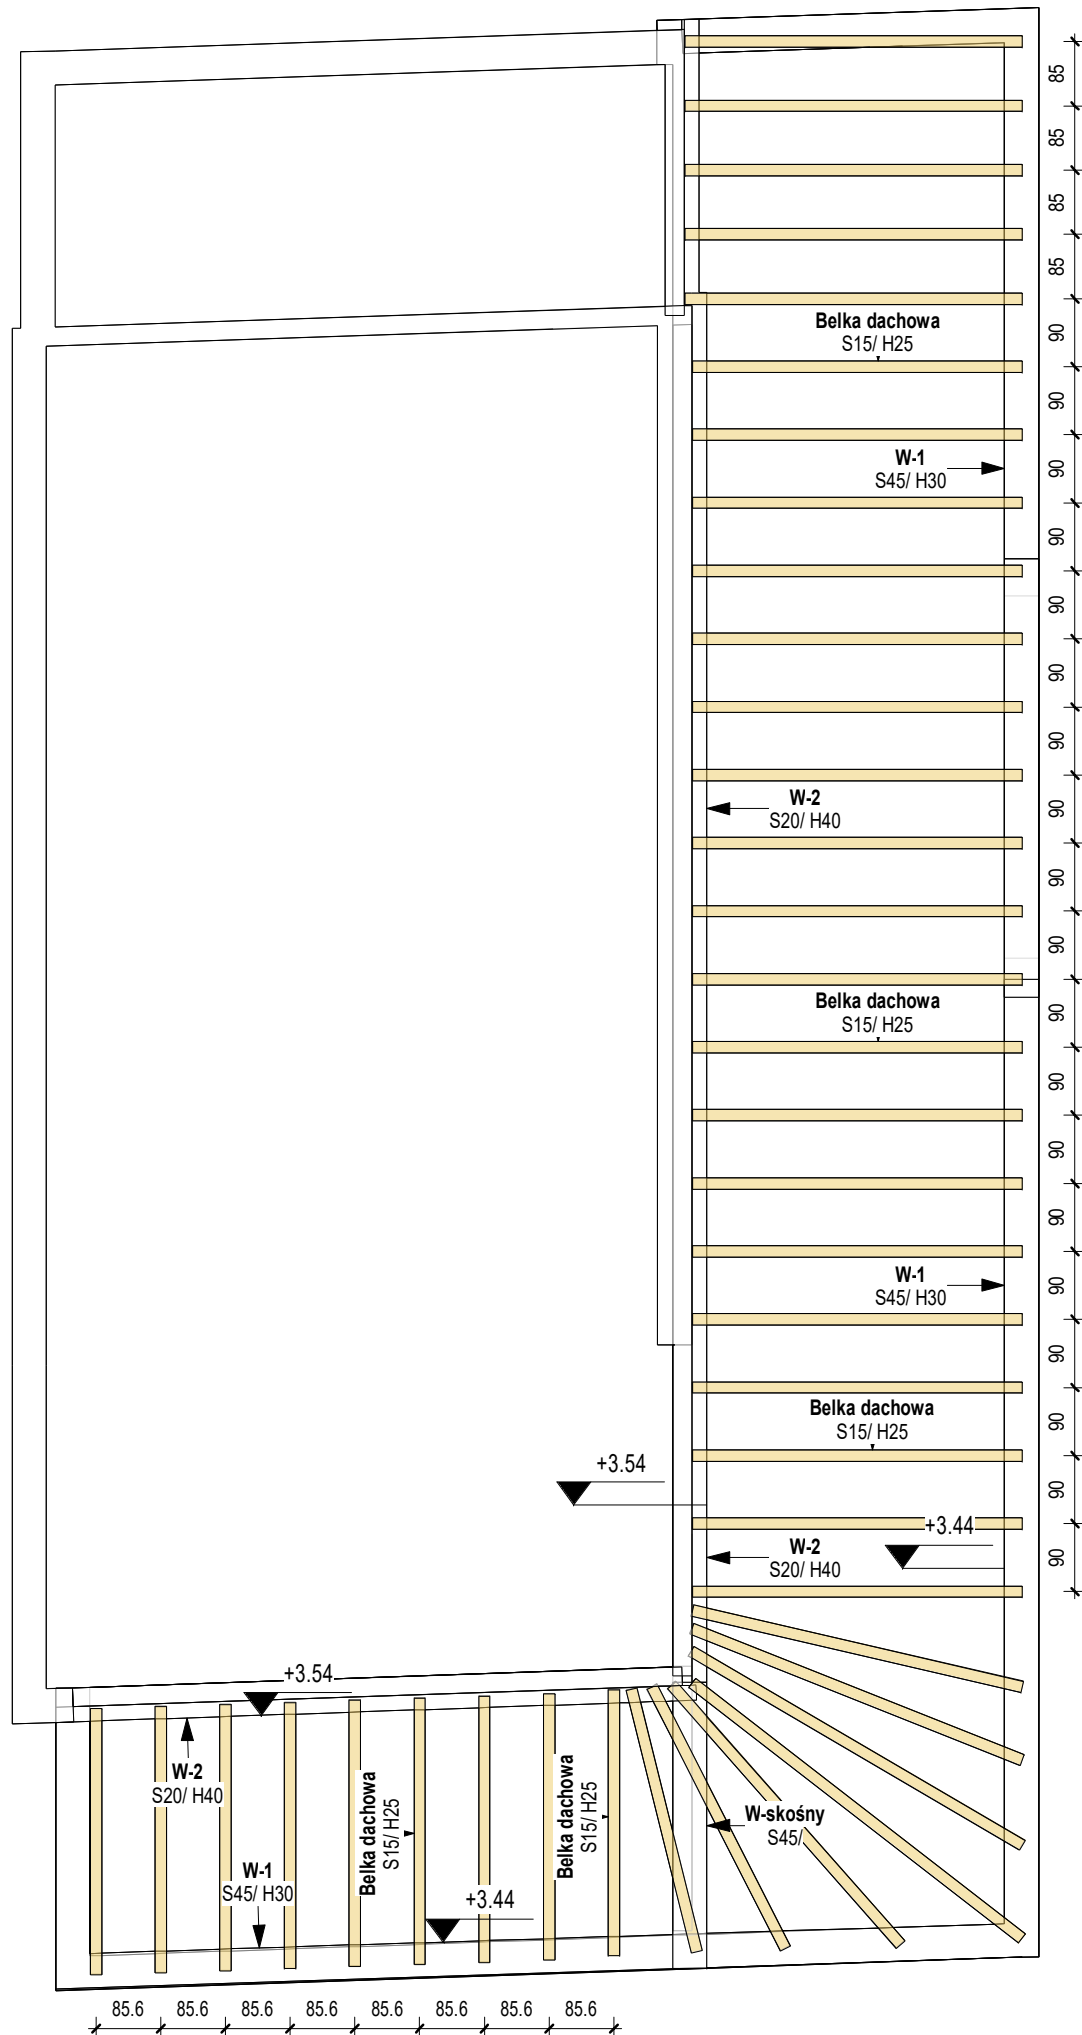 85
85
85
85
Belka dachowa
S15/ H25
90
90
W-1
S45/ H30
90
90
90
90
90
W-2
S20/ H40
90
90
90
Belka dachowa
S15/ H25
90
90
90
90
W-1
S45/ H30
90
90
Belka dachowa
S15/ H25
90
+3.54
90
+3.44
W-2
S20/ H40
90
+3.54
W-2
S20/ H40
Belka dachowa
S15/ H25
Belka dachowa
S15/ H25
W-skośny
S45/
W-1
S45/ H30
+3.44
85.6
85.6
85.6
85.6
85.6
85.6
85.6
85.6